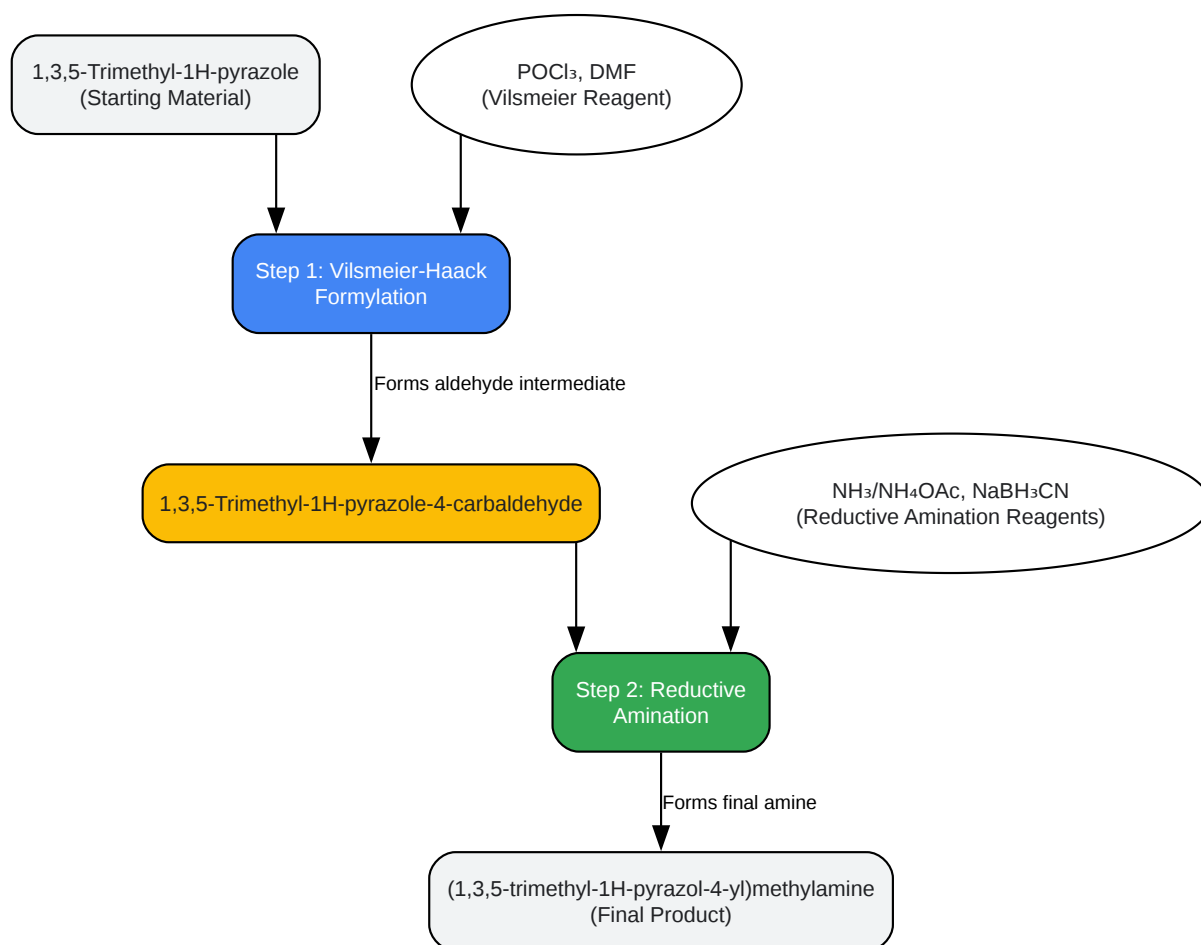 1,3,5-Trimethyl-1H-pyrazole
(Starting Material)
POCl₃, DMF
(Vilsmeier Reagent)
Step 1: Vilsmeier-Haack
Formylation
Forms aldehyde intermediate
1,3,5-Trimethyl-1H-pyrazole-4-carbaldehyde
NH₃/NH₄OAc, NaBH₃CN
(Reductive Amination Reagents)
Step 2: Reductive
Amination
Forms final amine
(1,3,5-trimethyl-1H-pyrazol-4-yl)methylamine
(Final Product)